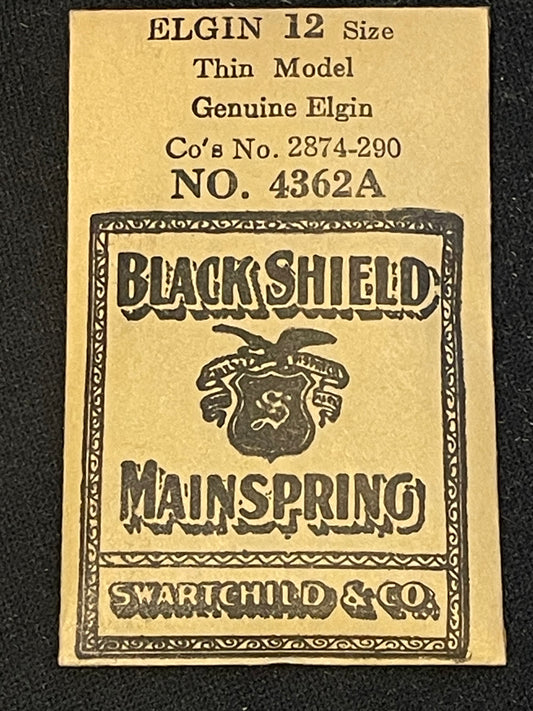 ELGIN 12 Size
Thin Model
Genuine Elgin
Co's No. 2874-290
NO. 4362A
BLACK SHIELD
S
MAINSPRING
SWARTCHILD & CO.